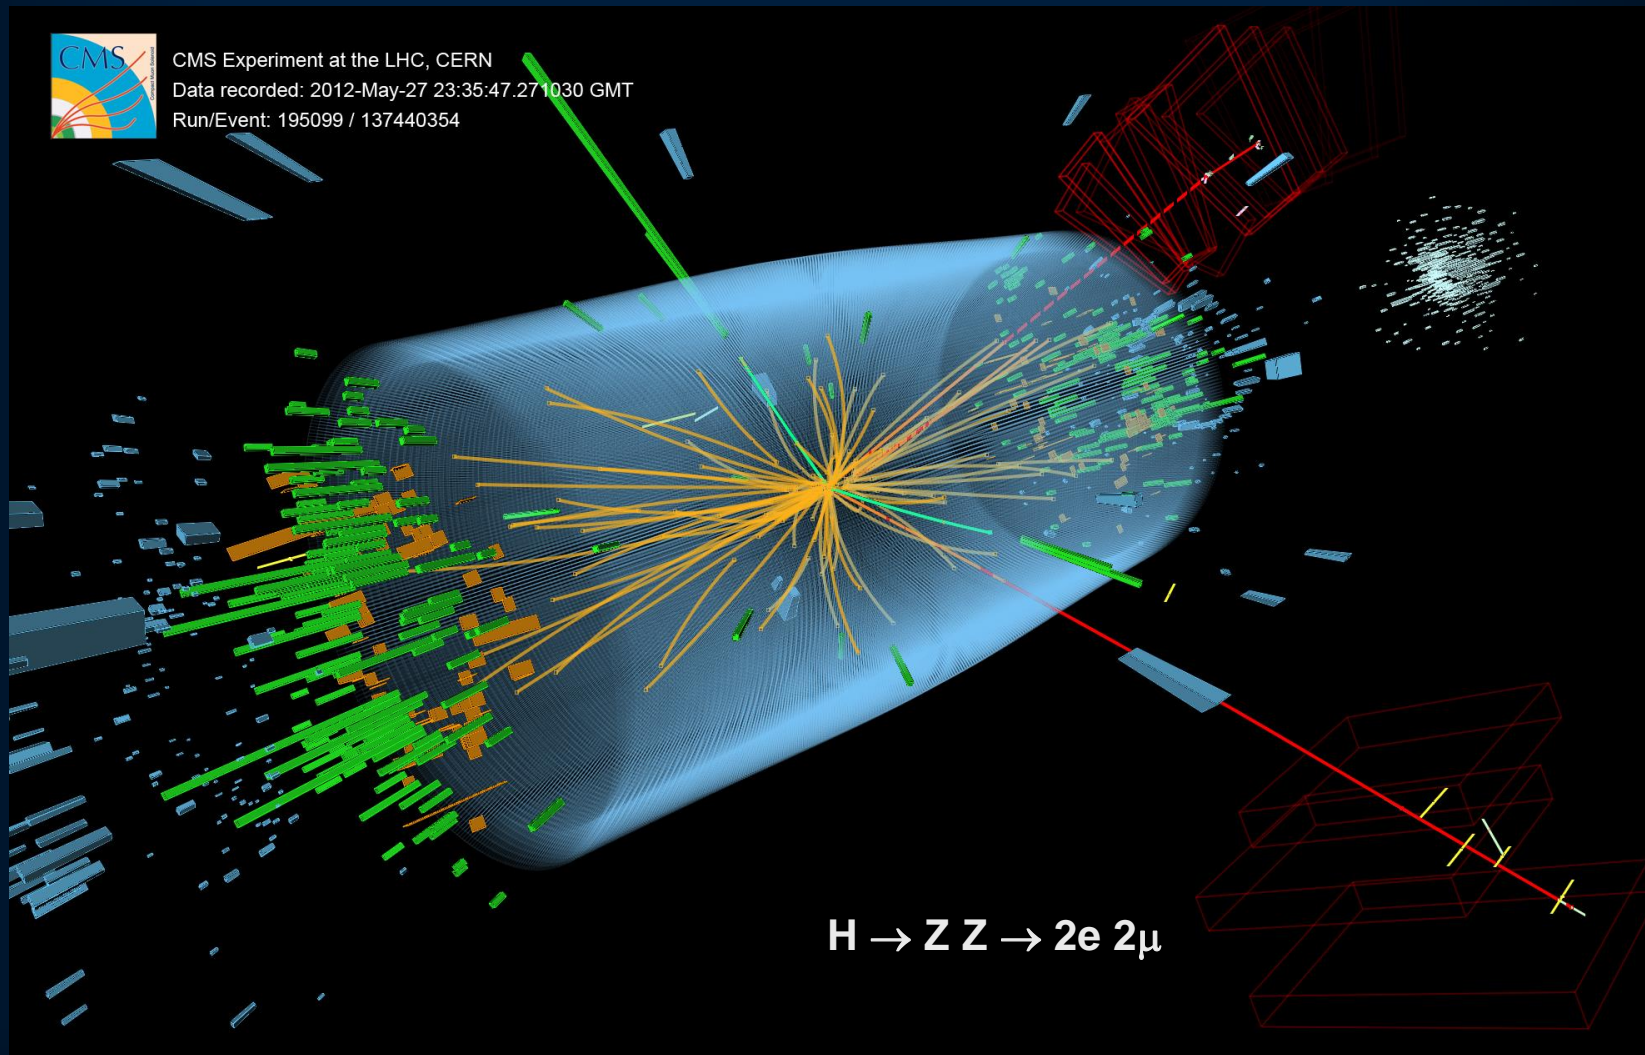 CMS
CMS Experiment at the LHC, CERN
Data recorded: 2012-May-27 23:35:47.271030 GMT
Run/Event: 195099 / 137440354
H → Z Z → 2e 2μ